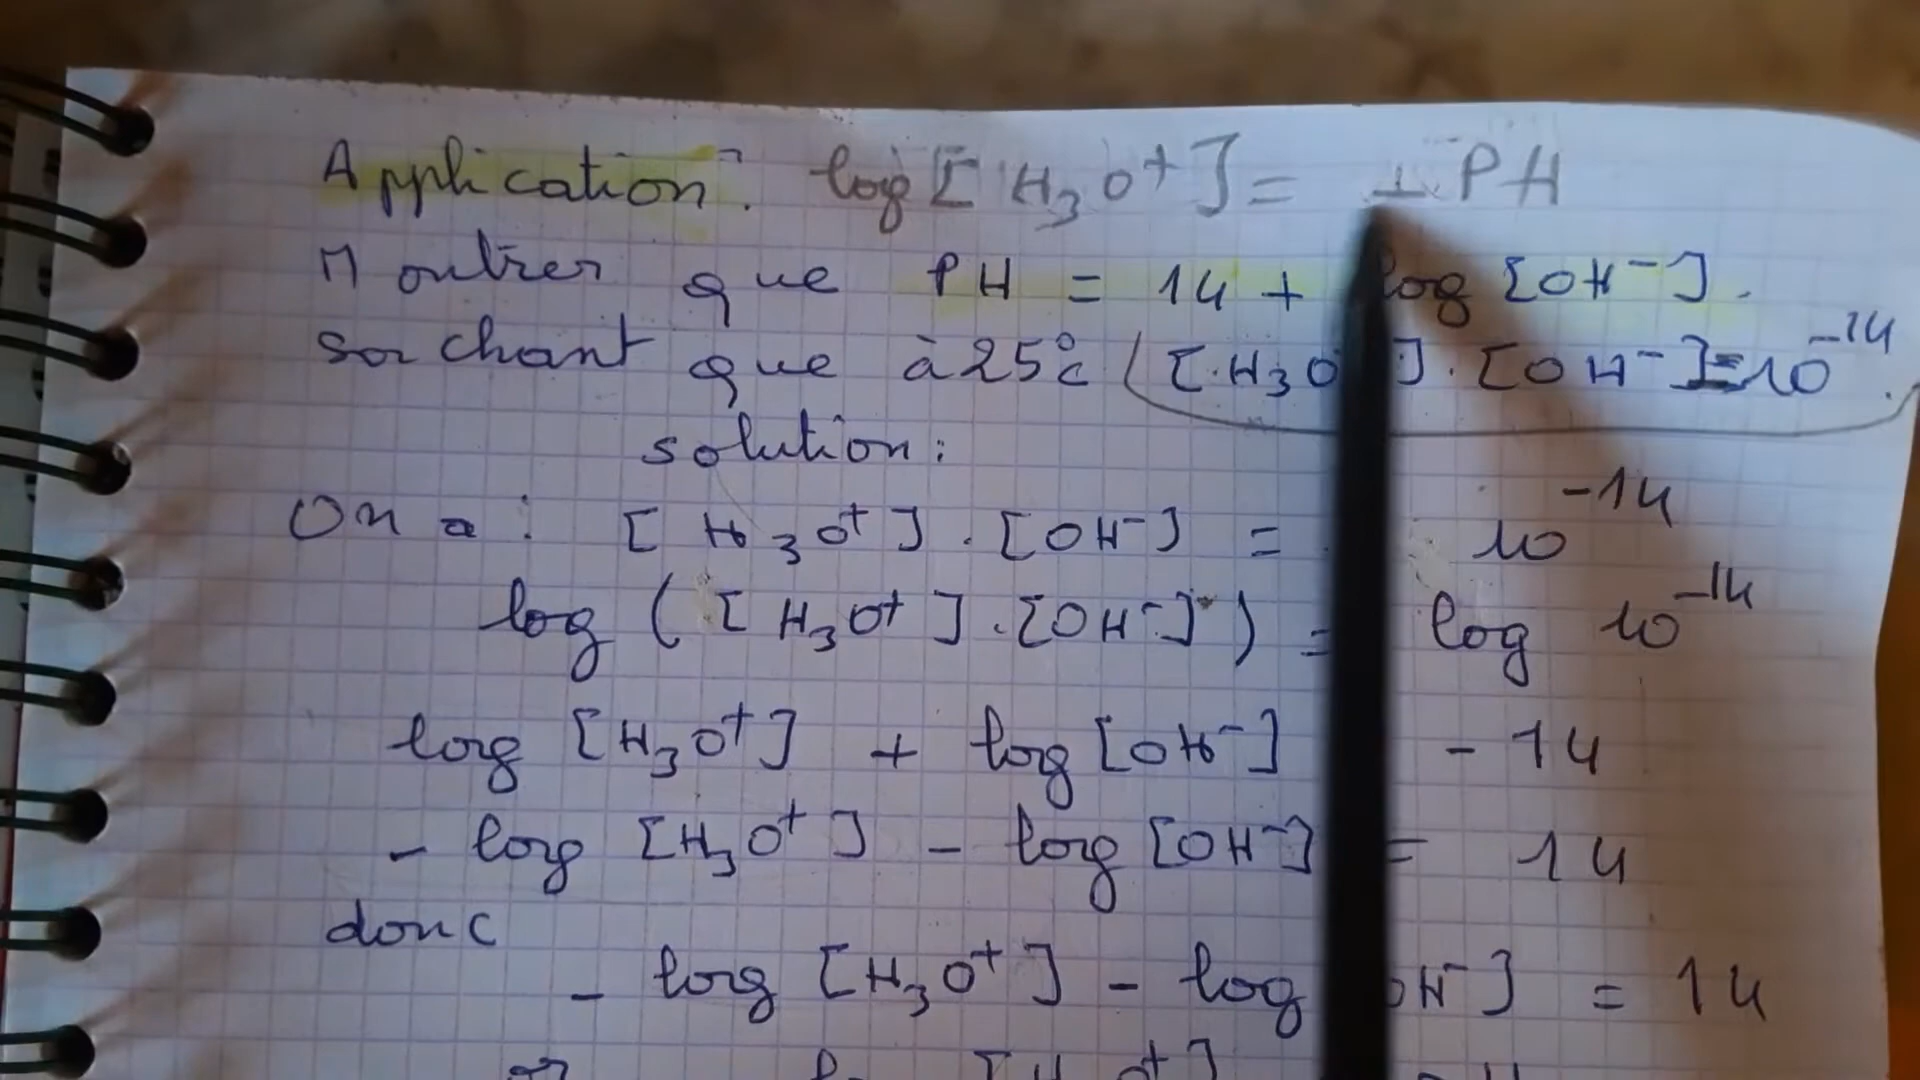 Application: log [H₃O⁺] = - PH
Montrer que PH = 14 + log [OH⁻].
sachant que à 25°c ([H₃O ] . [OH⁻] = 10⁻¹⁴.
solution:
On a : [H₃O⁺] . [OH⁻] = 10⁻¹⁴
log ([H₃O⁺] . [OH⁻]) = log 10⁻¹⁴
log [H₃O⁺] + log [OH⁻] - 14
- log [H₃O⁺] - log [OH⁻] = 14
donc
- log [H₃O⁺] - log OH⁻] = 14